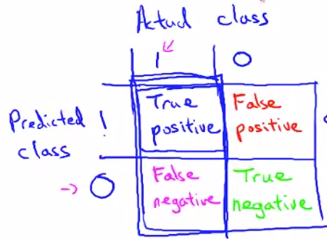 Actual class
1 0
Predicted 1
class
0
True
positive
False
positive
False
negative
True
negative